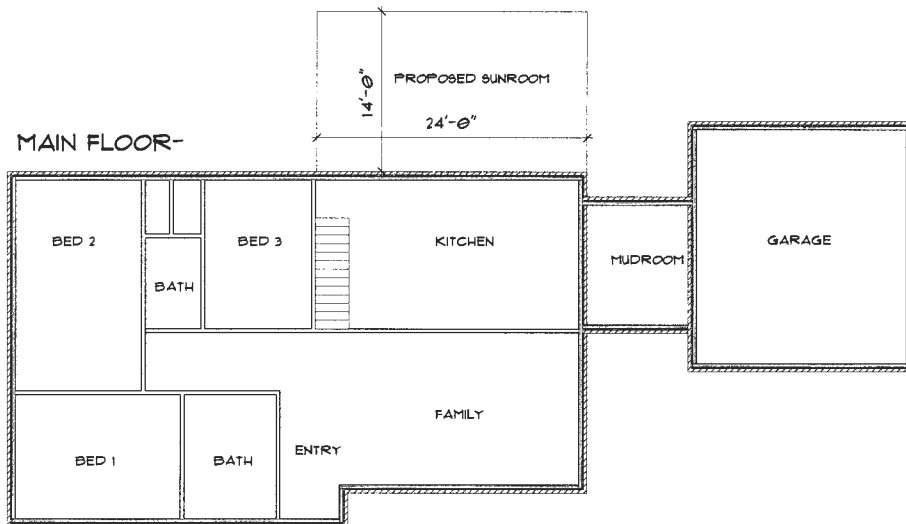 PROPOSED SUNROOM
14'-0"
24'-0"
MAIN FLOOR-
BED 2
BED 3
KITCHEN
GARAGE
MUDROOM
BATH
FAMILY
ENTRY
BED 1
BATH